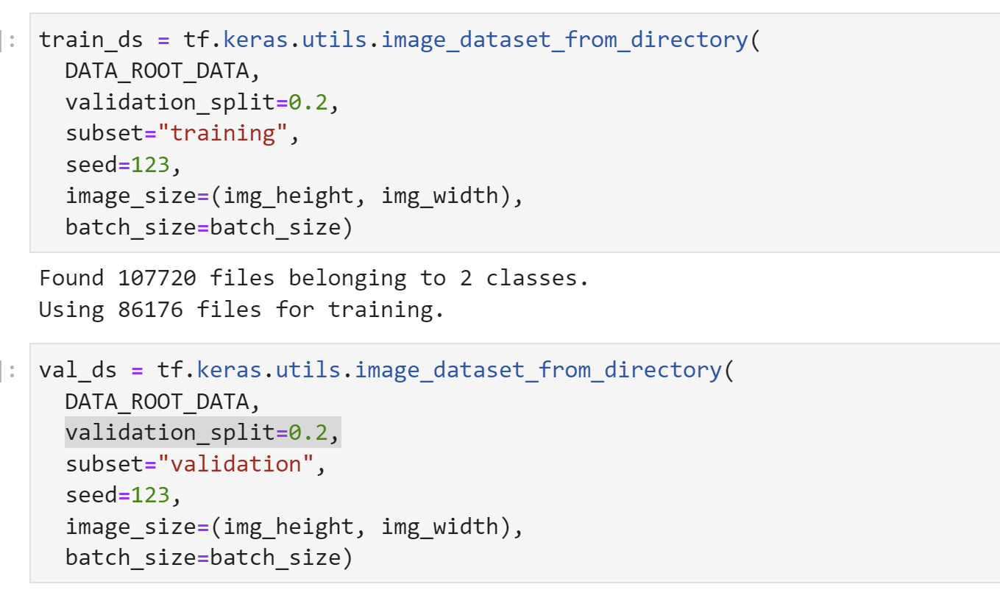 ]: train_ds = tf.keras.utils.image_dataset_from_directory(
  DATA_ROOT_DATA,
  validation_split=0.2,
  subset="training",
  seed=123,
  image_size=(img_height, img_width),
  batch_size=batch_size)
Found 107720 files belonging to 2 classes.
Using 86176 files for training.
]: val_ds = tf.keras.utils.image_dataset_from_directory(
  DATA_ROOT_DATA,
  validation_split=0.2,
  subset="validation",
  seed=123,
  image_size=(img_height, img_width),
  batch_size=batch_size)